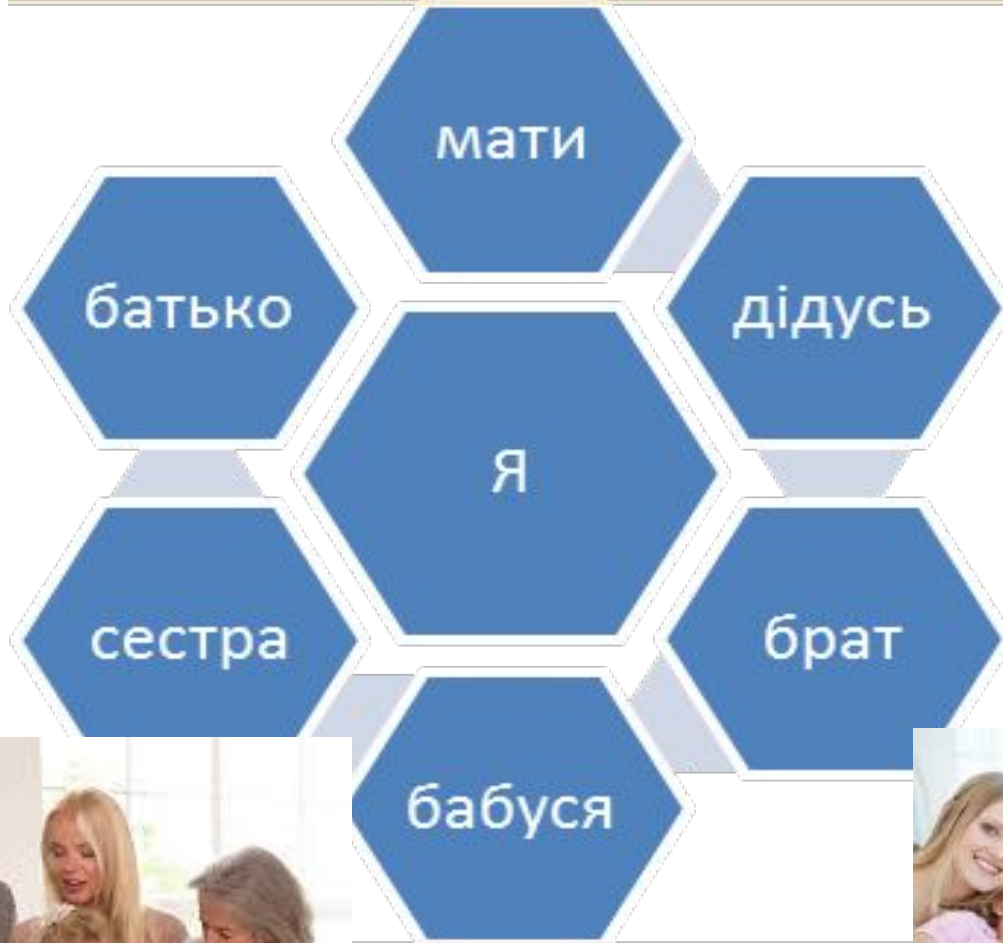 мати
батько
дідусь
Я
сестра
брат
бабуся